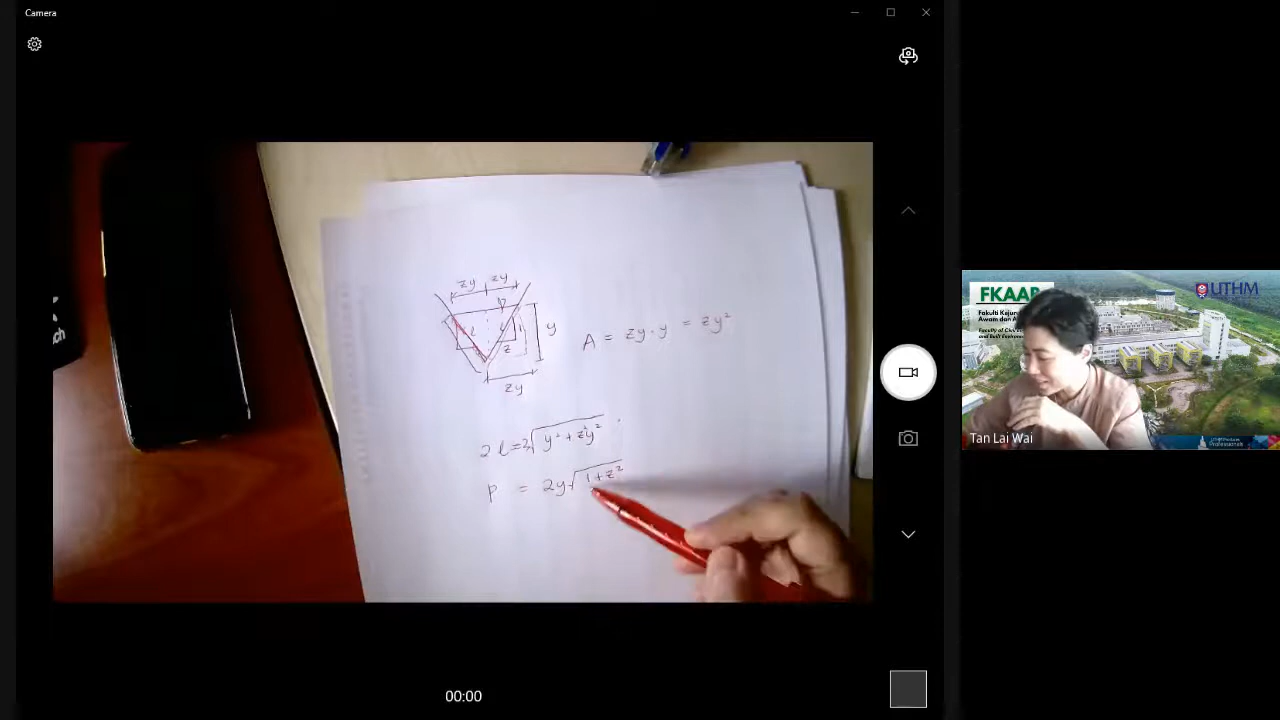 Camera
zy zy
1
z
y
zy
A = zy · y = zy²
2 l = 2√y² + z²y²
P = 2y√1 + z²
00:00
FKAAB
UTHM
Tan Lai Wai